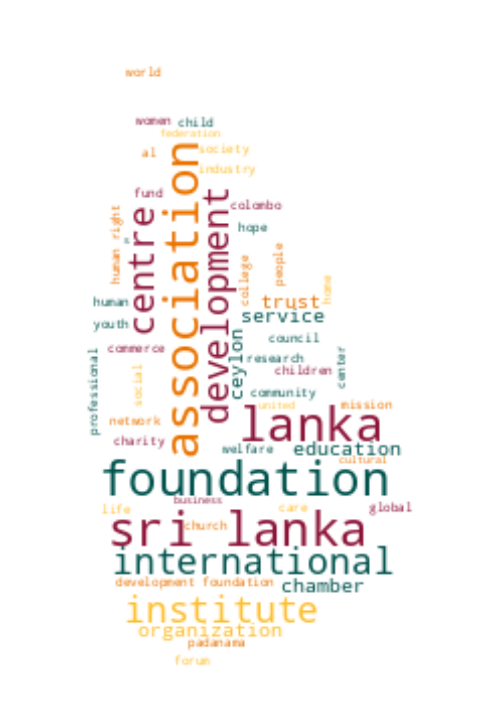 world
women
child
federation
al
society
industry
fund
association
development
centre
colombo
human right
hope
people
college
home
human
trust
service
youth
council
ceylon
commerce
research
center
professional
social
children
community
united
mission
network
lanka
charity
welfare
education
cultural
foundation
business
life
care
global
sri lanka
church
international
development foundation
chamber
institute
organization
padanama
forum